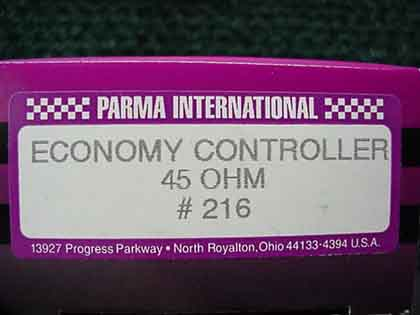 PARMA INTERNATIONAL
ECONOMY CONTROLLER
45 OHM
# 216
13927 Progress Parkway • North Royalton, Ohio 44133-4394 U.S.A.